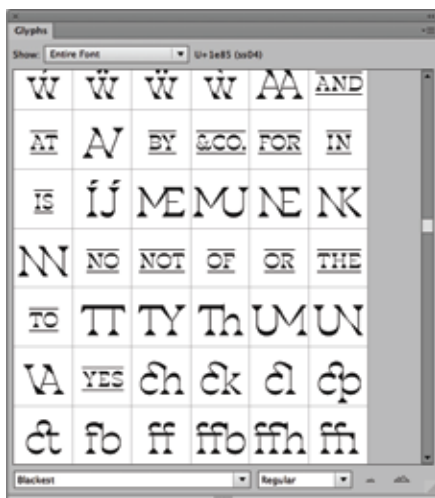 Glyphs
Show: Entire Font U+1e85 (ss04)
ẃ ẅ ẅ ẁ AA AND
AT AV BY &CO. FOR IN
IS ÍJ́ ME MU NE NK
NN NO NOT OF OR THE
TO TT TY Th UM UN
VA YES ch ck cl cp
ct fb ff ffb ffh
Blackest Regular